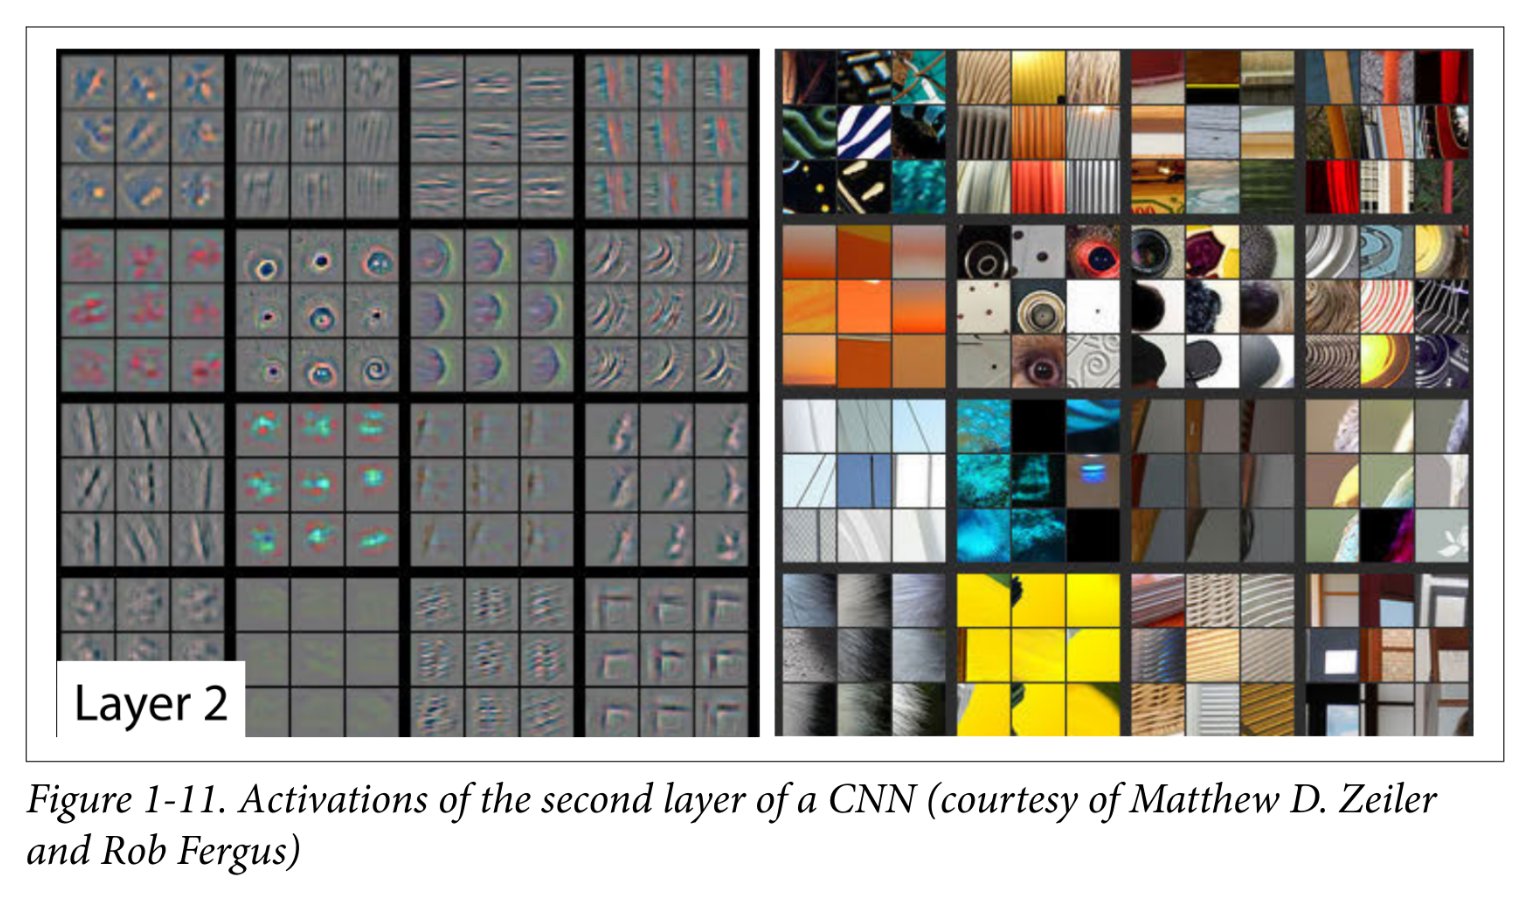 Layer 2
Figure 1-11. Activations of the second layer of a CNN (courtesy of Matthew D. Zeiler
and Rob Fergus)